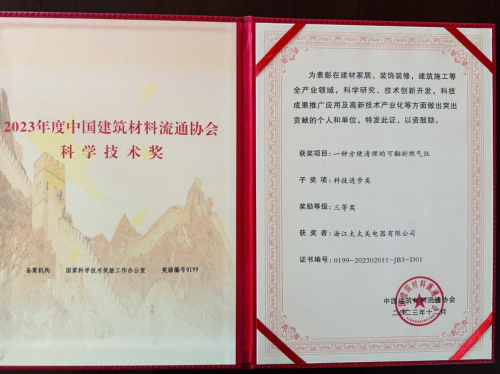 2023年度中国建筑材料流通协会
科学技术奖
备案机构 国家科学技术奖励工作办公室 奖励编号0199
为表彰在建材家居、装饰装修，建筑施工等
全产业领域，科学研究、技术创新开发，科技
成果推广应用及高新技术产业化等方面做出突出
贡献的个人和单位，特发此证，以资鼓励。
获奖项目：一种方便清理的可翻折燃气灶
子奖项：科技进步类
奖励等级：三等奖
获奖者：浙江太太美电器有限公司
证书编号：0199-202302011-JB3-D01
中国建筑材料流通协会
二〇二三年十二月